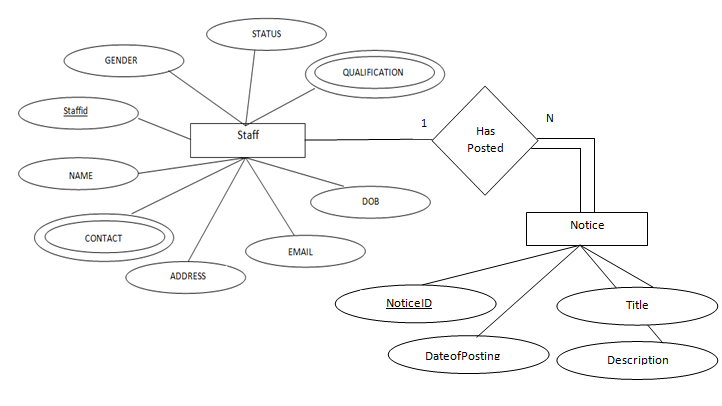 STATUS
GENDER
QUALIFICATION
StaffId
Staff
1
Has
Posted
N
NAME
DOB
Notice
CONTACT
EMAIL
ADDRESS
NoticeID
Title
DateofPosting
Description